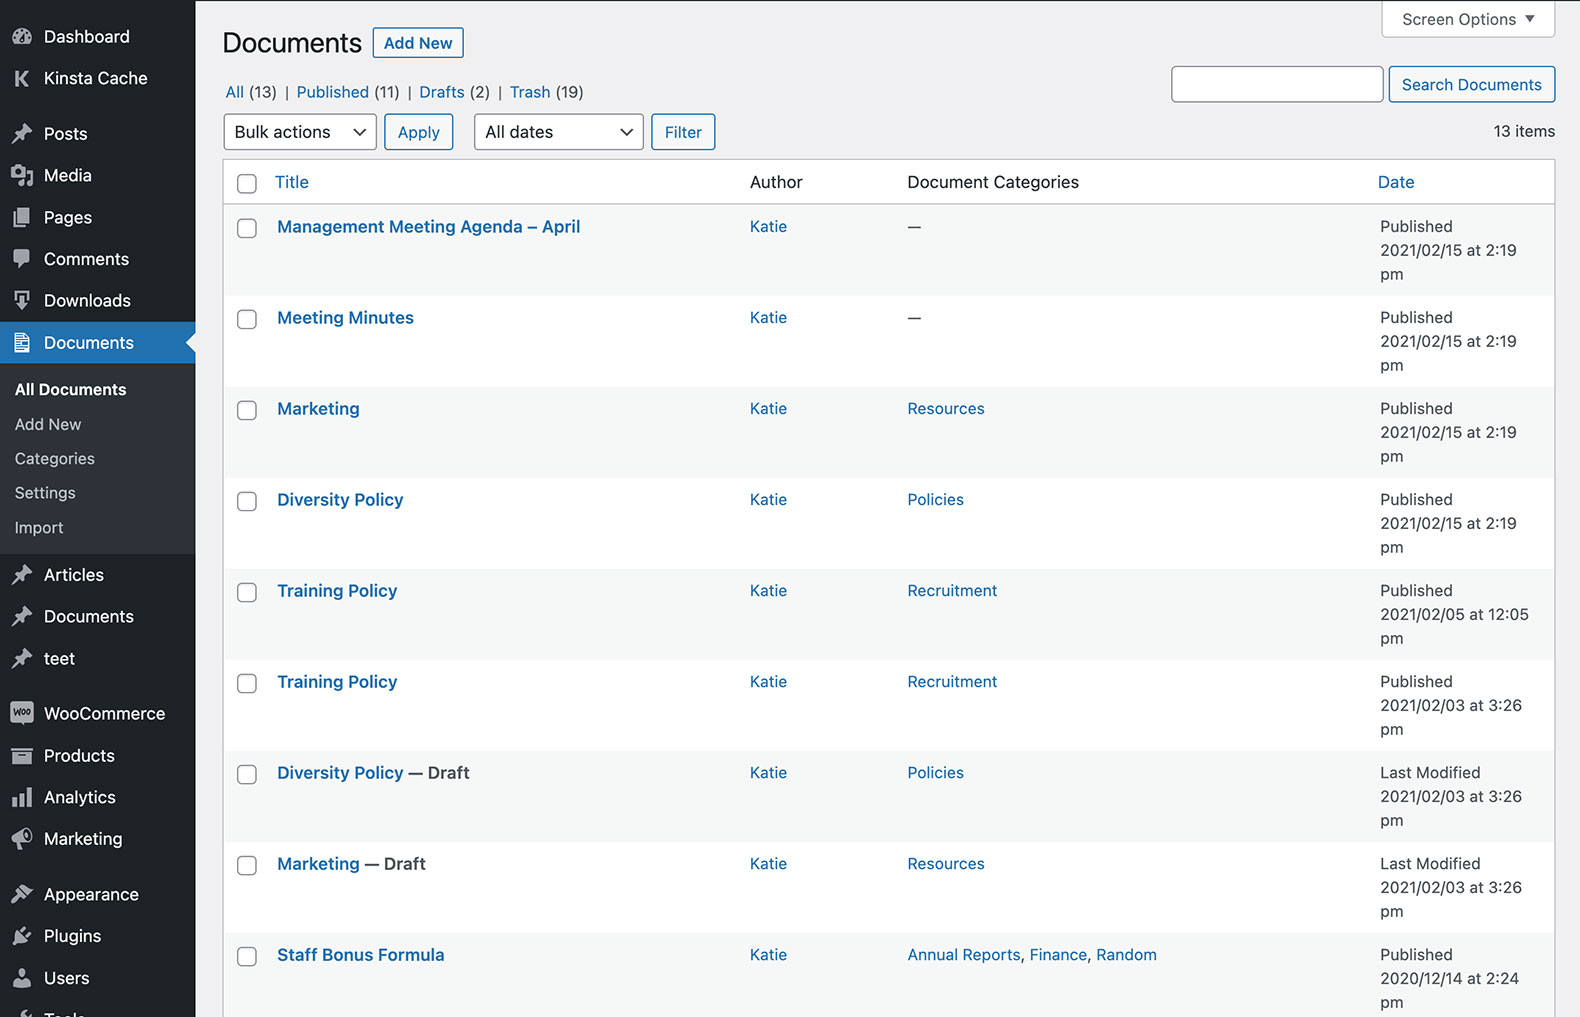 Dashboard
Kinsta Cache
Posts
Media
Pages
Comments
Downloads
Documents
All Documents
Add New
Categories
Settings
Import
Articles
Documents
teet
WOO WooCommerce
Products
Analytics
Marketing
Appearance
Plugins
Users
Tools
Screen Options ▼
Documents Add New
All (13) | Published (11) | Drafts (2) | Trash (19)
Search Documents
Bulk actions Apply All dates Filter 13 items
Title Author Document Categories Date
Management Meeting Agenda – April Katie — Published
2021/02/15 at 2:19
pm
Meeting Minutes Katie — Published
2021/02/15 at 2:19
pm
Marketing Katie Resources Published
2021/02/15 at 2:19
pm
Diversity Policy Katie Policies Published
2021/02/15 at 2:19
pm
Training Policy Katie Recruitment Published
2021/02/05 at 12:05
pm
Training Policy Katie Recruitment Published
2021/02/03 at 3:26
pm
Diversity Policy — Draft Katie Policies Last Modified
2021/02/03 at 3:26
pm
Marketing — Draft Katie Resources Last Modified
2021/02/03 at 3:26
pm
Staff Bonus Formula Katie Annual Reports, Finance, Random Published
2020/12/14 at 2:24
pm